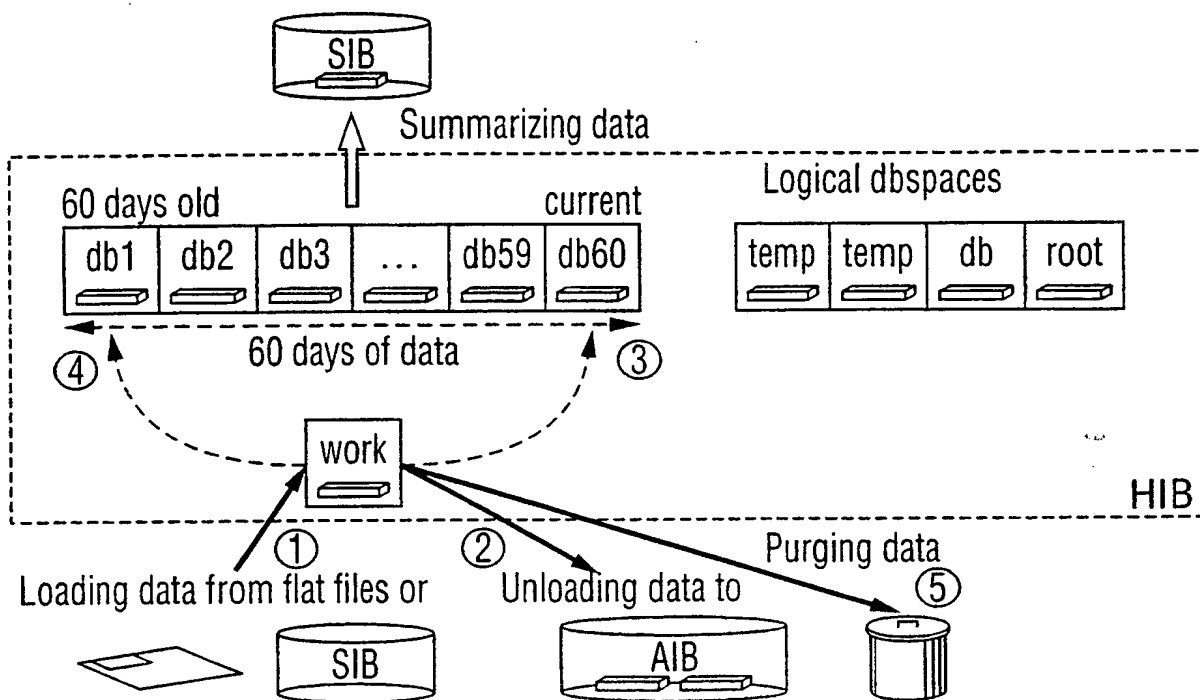 SIB
Summarizing data
60 days old
current
Logical dbspaces
db1 db2 db3 ... db59 db60
temp temp db root
60 days of data
④
③
work
HIB
①
②
Purging data
⑤
Loading data from flat files or
Unloading data to
SIB
AIB